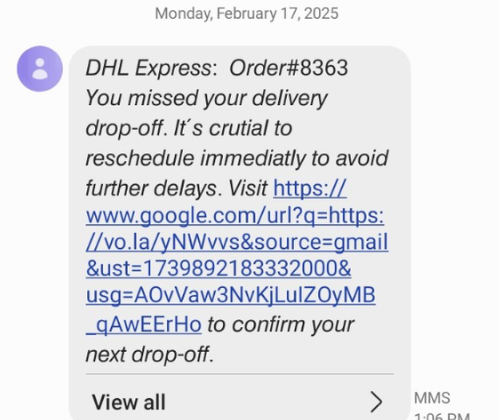 Monday, February 17, 2025
DHL Express:  Order#8363
You missed your delivery
drop-off. It´s crutial to
reschedule immediatly to avoid
further delays. Visit https://
www.google.com/url?q=https:
//vo.la/yNWvvs&source=gmail
&ust=1739892183332000&
usg=AOvVaw3NvKjLulZOyMB
_qAwEErHo to confirm your
next drop-off.
View all
MMS
1:06 PM